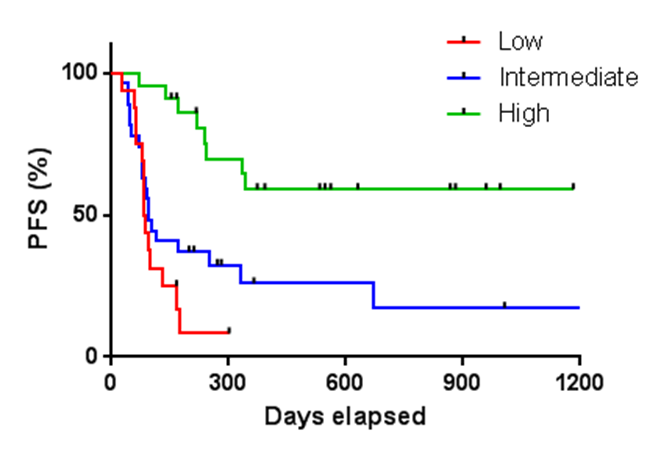 Low
Intermediate
High
100
50
0
PFS (%)
0 300 600 900 1200
Days elapsed